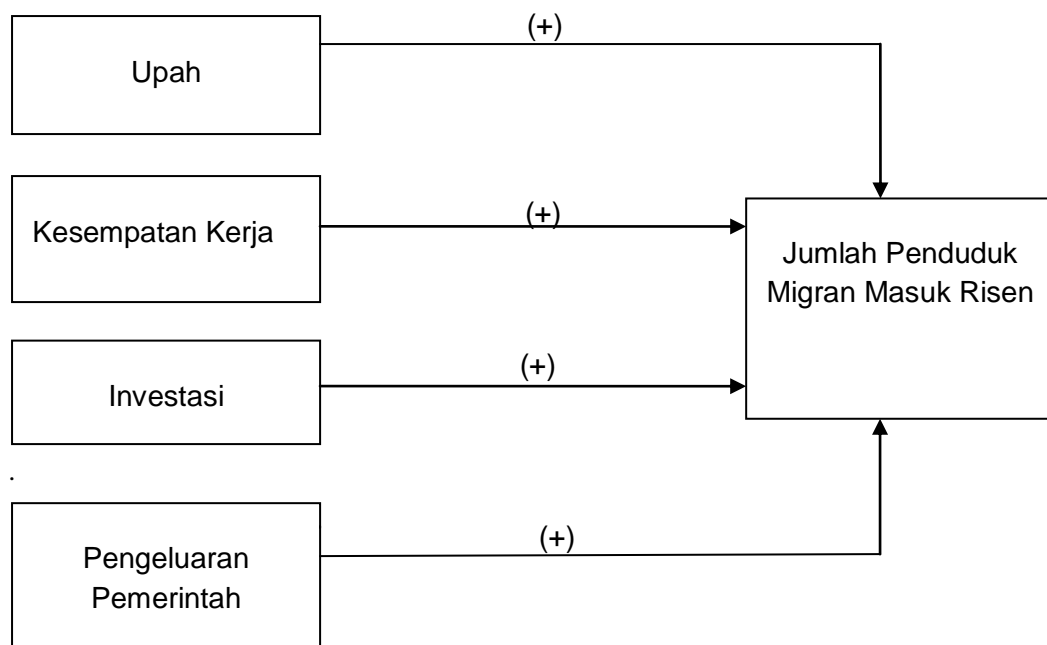 (+)
Upah
(+)
Kesempatan Kerja
Jumlah Penduduk
Migran Masuk Risen
(+)
Investasi
.
(+)
Pengeluaran
Pemerintah